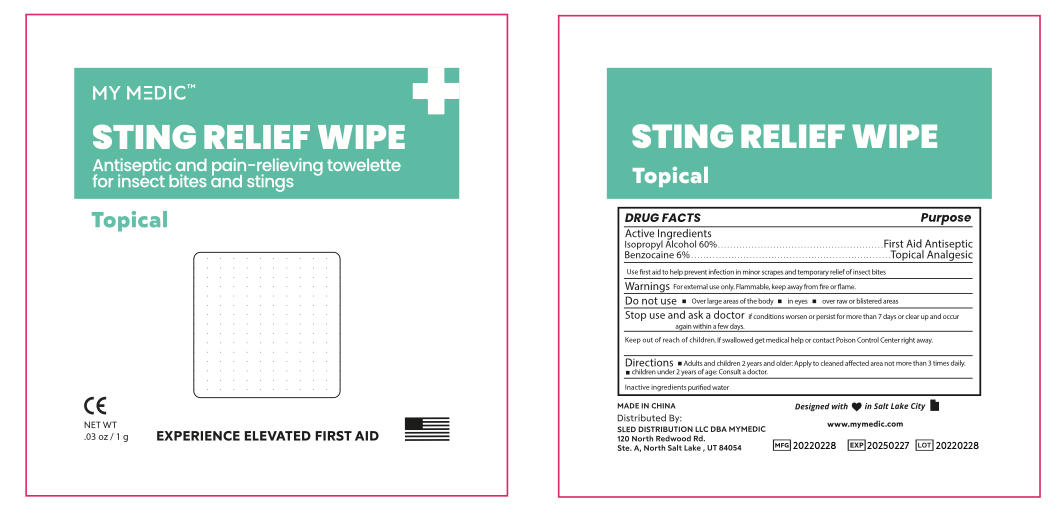 MY MEDIC™
STING RELIEF WIPE
Antiseptic and pain-relieving towelette
for insect bites and stings
Topical
CE
NET WT
.03 oz / 1 g
EXPERIENCE ELEVATED FIRST AID
STING RELIEF WIPE
Topical
DRUG FACTS Purpose
Active Ingredients
Isopropyl Alcohol 60%..................................................First Aid Antiseptic
Benzocaine 6%..........................................................Topical Analgesic
Use first aid to help prevent infection in minor scrapes and temporary relief of insect bites
Warnings For external use only. Flammable, keep away from fire or flame.
Do not use ■ Over large areas of the body ■ in eyes ■ over raw or blistered areas
Stop use and ask a doctor if conditions worsen or persist for more than 7 days or clear up and occur
again within a few days.
Keep out of reach of children. If swallowed get medical help or contact Poison Control Center right away.
Directions ■ Adults and children 2 years and older: Apply to cleaned affected area not more than 3 times daily.
■ children under 2 years of age: Consult a doctor.
Inactive ingredients purified water
MADE IN CHINA
Distributed By:
SLED DISTRIBUTION LLC DBA MYMEDIC
120 North Redwood Rd.
Ste. A, North Salt Lake , UT 84054
Designed with ♥ in Salt Lake City
www.mymedic.com
MFG 20220228 EXP 20250227 LOT 20220228